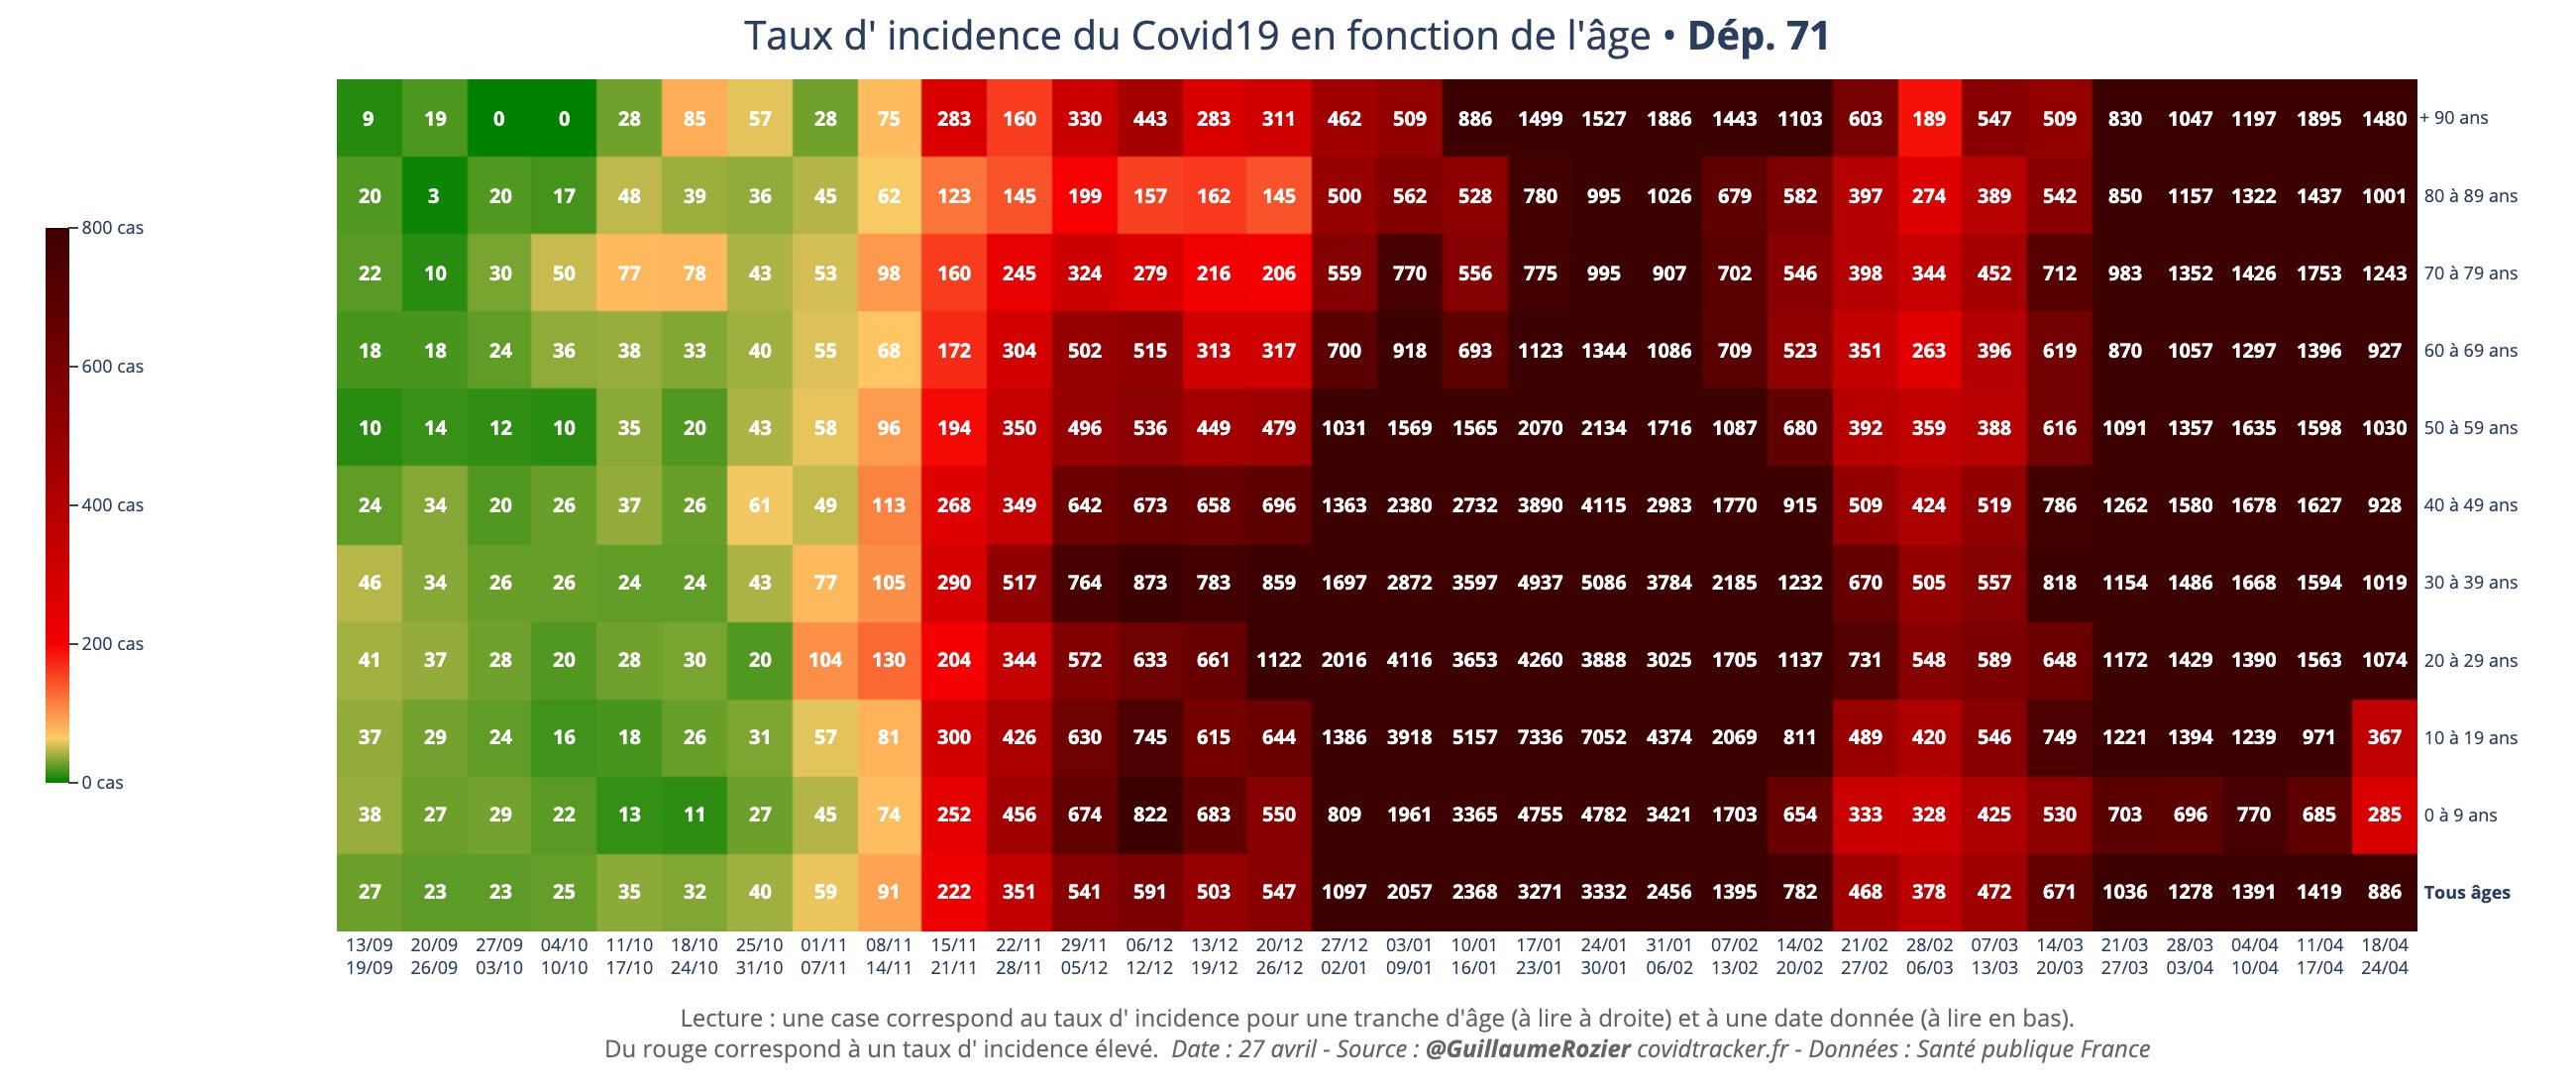 Taux d' incidence du Covid19 en fonction de l'âge • Dép. 71
800 cas
600 cas
400 cas
200 cas
0 cas
9 19 0 0 28 85 57 28 75 283 160 330 443 283 311 462 509 886 1499 1527 1886 1443 1103 603 189 547 509 830 1047 1197 1895 1480 + 90 ans
20 3 20 17 48 39 36 45 62 123 145 199 157 162 145 500 562 528 780 995 1026 679 582 397 274 389 542 850 1157 1322 1437 1001 80 à 89 ans
22 10 30 50 77 78 43 53 98 160 245 324 279 216 206 559 770 556 775 995 907 702 546 398 344 452 712 983 1352 1426 1753 1243 70 à 79 ans
18 18 24 36 38 33 40 55 68 172 304 502 515 313 317 700 918 693 1123 1344 1086 709 523 351 263 396 619 870 1057 1297 1396 927 60 à 69 ans
10 14 12 10 35 20 43 58 96 194 350 496 536 449 479 1031 1569 1565 2070 2134 1716 1087 680 392 359 388 616 1091 1357 1635 1598 1030 50 à 59 ans
24 34 20 26 37 26 61 49 113 268 349 642 673 658 696 1363 2380 2732 3890 4115 2983 1770 915 509 424 519 786 1262 1580 1678 1627 928 40 à 49 ans
46 34 26 26 24 24 43 77 105 290 517 764 873 783 859 1697 2872 3597 4937 5086 3784 2185 1232 670 505 557 818 1154 1486 1668 1594 1019 30 à 39 ans
41 37 28 20 28 30 20 104 130 204 344 572 633 661 1122 2016 4116 3653 4260 3888 3025 1705 1137 731 548 589 648 1172 1429 1390 1563 1074 20 à 29 ans
37 29 24 16 18 26 31 57 81 300 426 630 745 615 644 1386 3918 5157 7336 7052 4374 2069 811 489 420 546 749 1221 1394 1239 971 367 10 à 19 ans
38 27 29 22 13 11 27 45 74 252 456 674 822 683 550 809 1961 3365 4755 4782 3421 1703 654 333 328 425 530 703 696 770 685 285 0 à 9 ans
27 23 23 25 35 32 40 59 91 222 351 541 591 503 547 1097 2057 2368 3271 3332 2456 1395 782 468 378 472 671 1036 1278 1391 1419 886 Tous âges
13/09 20/09 27/09 04/10 11/10 18/10 25/10 01/11 08/11 15/11 22/11 29/11 06/12 13/12 20/12 27/12 03/01 10/01 17/01 24/01 31/01 07/02 14/02 21/02 28/02 07/03 14/03 21/03 28/03 04/04 11/04 18/04
19/09 26/09 03/10 10/10 17/10 24/10 31/10 07/11 14/11 21/11 28/11 05/12 12/12 19/12 26/12 02/01 09/01 16/01 23/01 30/01 06/02 13/02 20/02 27/02 06/03 13/03 20/03 27/03 03/04 10/04 17/04 24/04
Lecture : une case correspond au taux d' incidence pour une tranche d'âge (à lire à droite) et à une date donnée (à lire en bas).
Du rouge correspond à un taux d' incidence élevé. Date : 27 avril - Source : @GuillaumeRozier covidtracker.fr - Données : Santé publique France